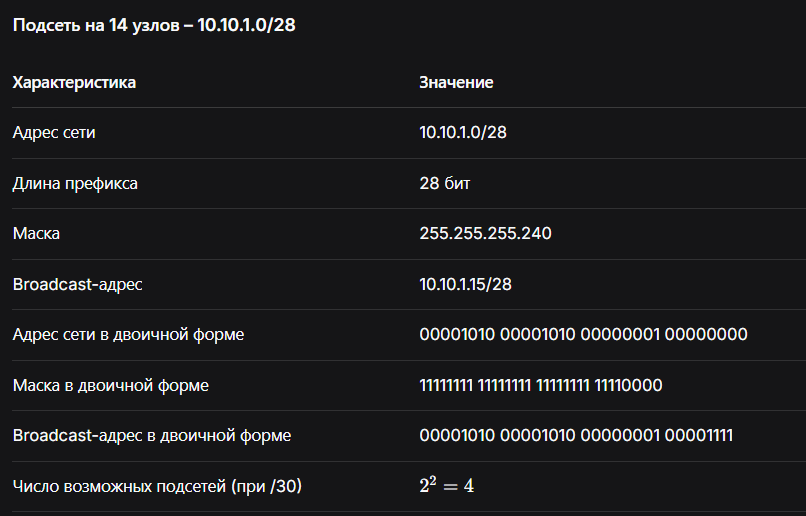 Подсеть на 14 узлов – 10.10.1.0/28
Характеристика Значение
Адрес сети 10.10.1.0/28
Длина префикса 28 бит
Маска 255.255.255.240
Broadcast-адрес 10.10.1.15/28
Адрес сети в двоичной форме 00001010 00001010 00000001 00000000
Маска в двоичной форме 11111111 11111111 11111111 11110000
Broadcast-адрес в двоичной форме 00001010 00001010 00000001 00001111
Число возможных подсетей (при /30) 2² = 4